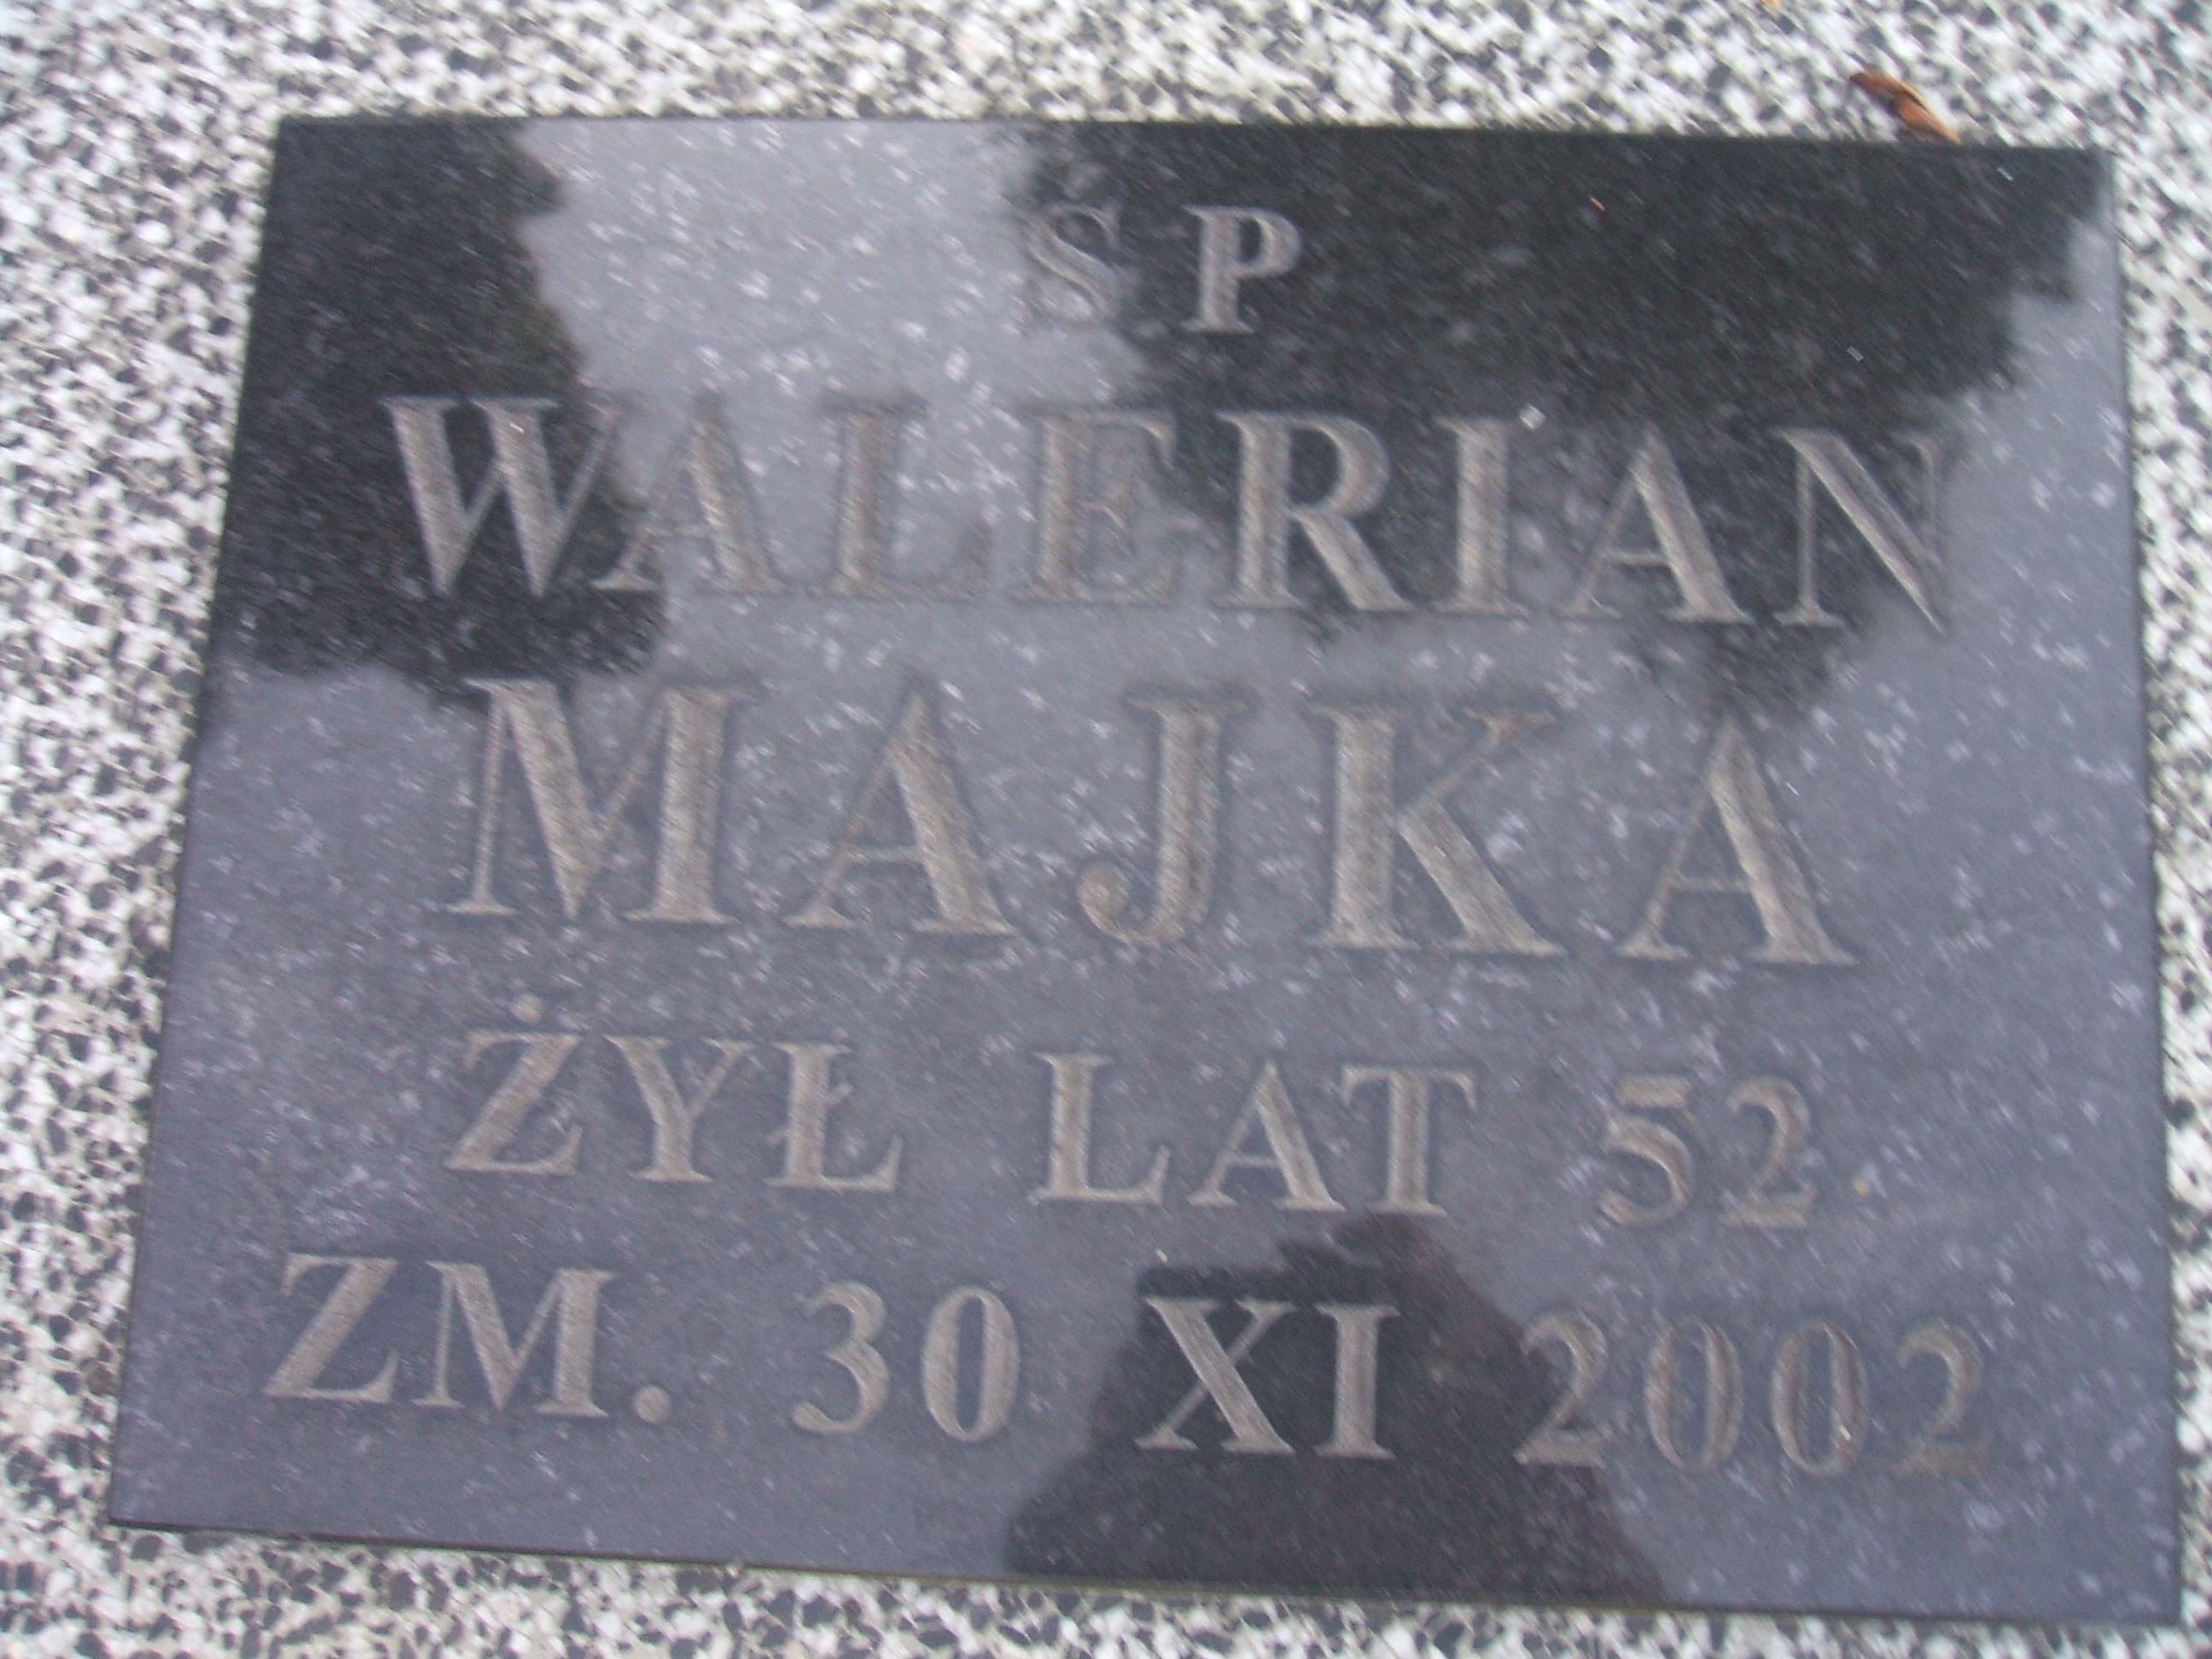 ŚP
WALERIAN
MAJKA
ŻYŁ LAT 52
ZM. 30 XI 2002